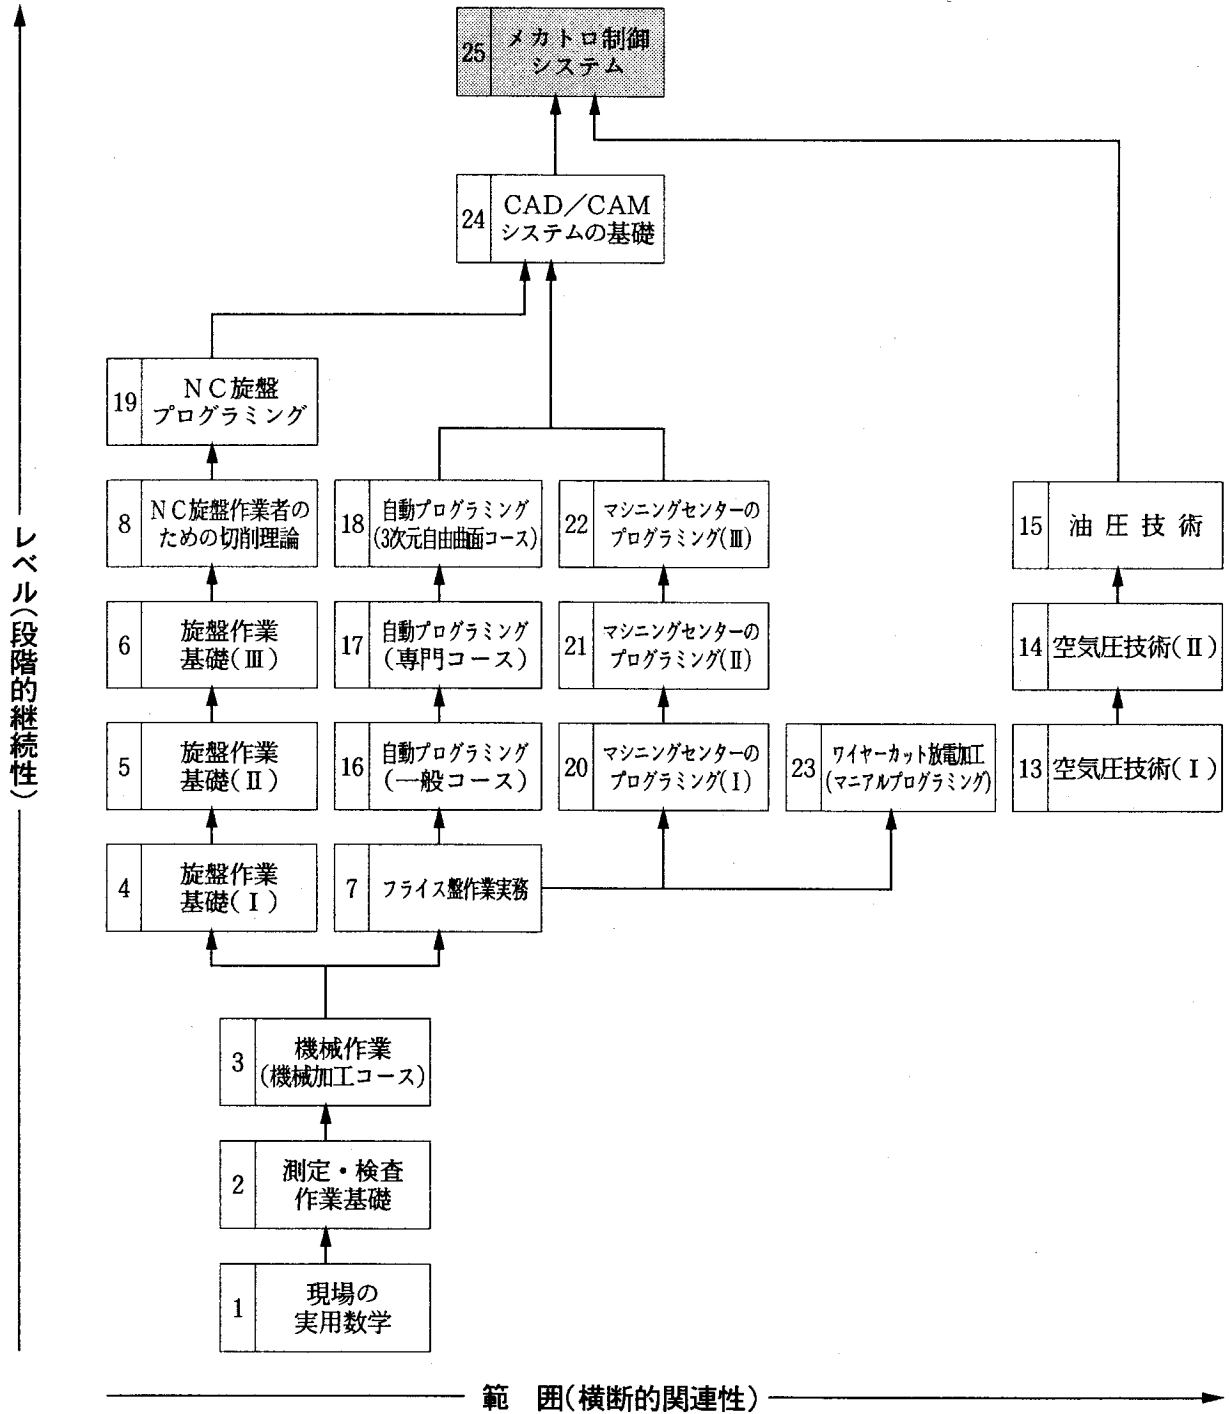 25
メカトロ制御
システム
24
CAD/CAM
システムの基礎
19
NC旋盤
プログラミング
8
NC旋盤作業者の
ための切削理論
18
自動プログラミング
(3次元自由曲面コース)
22
マシニングセンターの
プログラミング(Ⅲ)
15
油圧技術
6
旋盤作業
基礎(Ⅲ)
17
自動プログラミング
(専門コース)
21
マシニングセンターの
プログラミング(Ⅱ)
14
空気圧技術(Ⅱ)
5
旋盤作業
基礎(Ⅱ)
16
自動プログラミング
(一般コース)
20
マシニングセンターの
プログラミング(Ⅰ)
23
ワイヤーカット放電加工
(マニアルプログラミング)
13
空気圧技術(Ⅰ)
4
旋盤作業
基礎(Ⅰ)
7
フライス盤作業実務
3
機械作業
(機械加工コース)
2
測定・検査
作業基礎
1
現場の
実用数学
レベル(段階的継続性)
範 囲(横断的関連性)